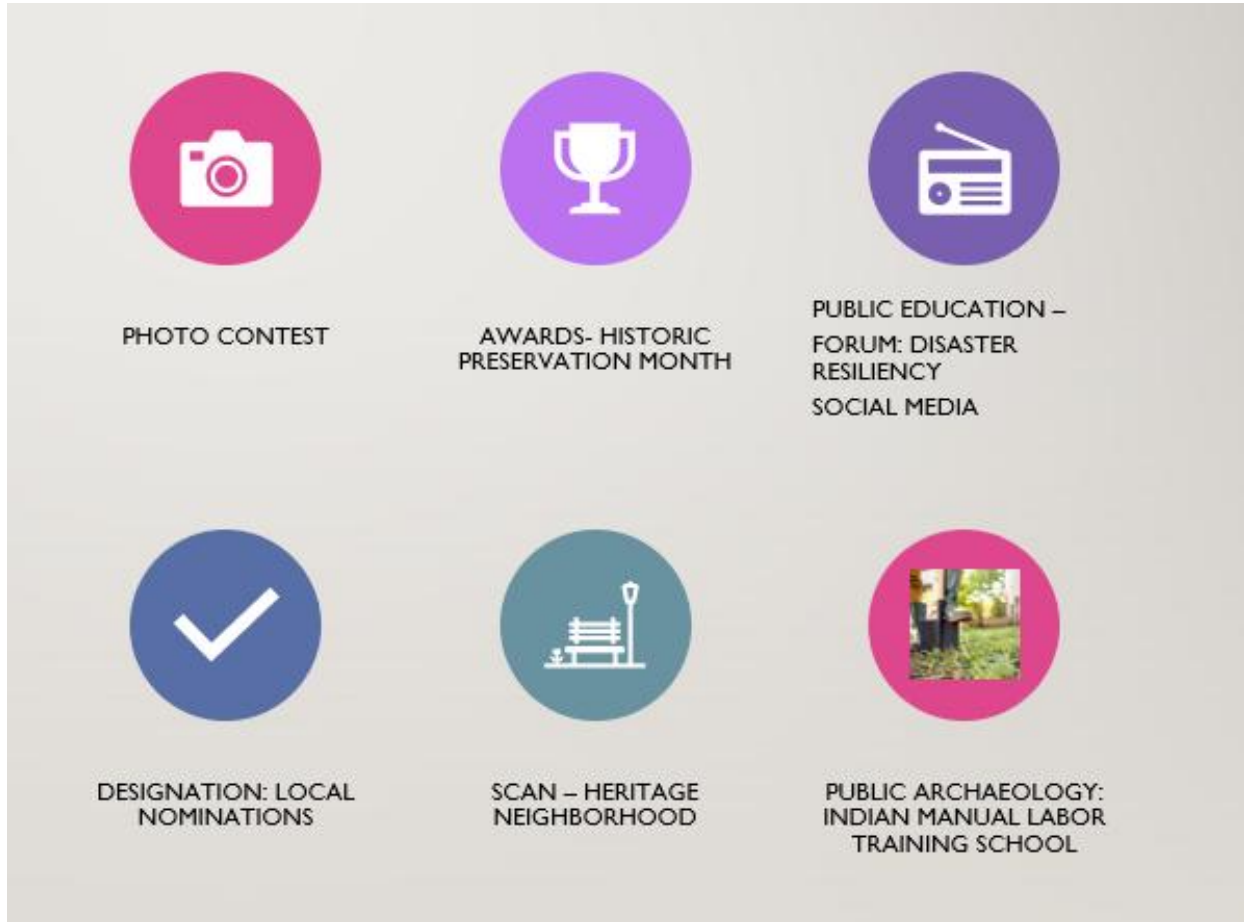 PHOTO CONTEST
AWARDS- HISTORIC
PRESERVATION MONTH
PUBLIC EDUCATION –
FORUM: DISASTER
RESILIENCY
SOCIAL MEDIA
DESIGNATION: LOCAL
NOMINATIONS
SCAN – HERITAGE
NEIGHBORHOOD
PUBLIC ARCHAEOLOGY:
INDIAN MANUAL LABOR
TRAINING SCHOOL